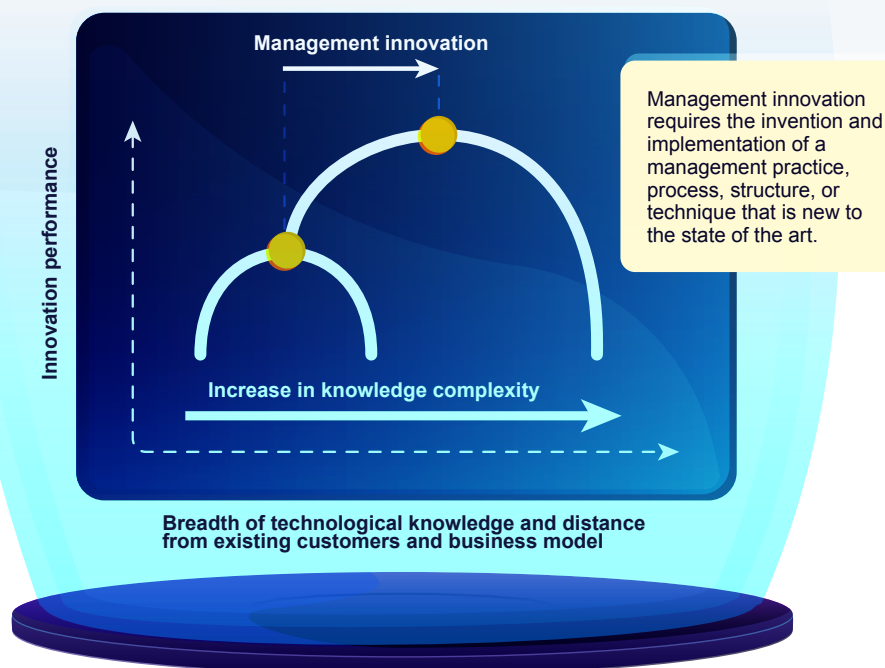 Management innovation
Management innovation
requires the invention and
implementation of a
management practice,
process, structure, or
technique that is new to
the state of the art.
Innovation performance
Increase in knowledge complexity
Breadth of technological knowledge and distance
from existing customers and business model